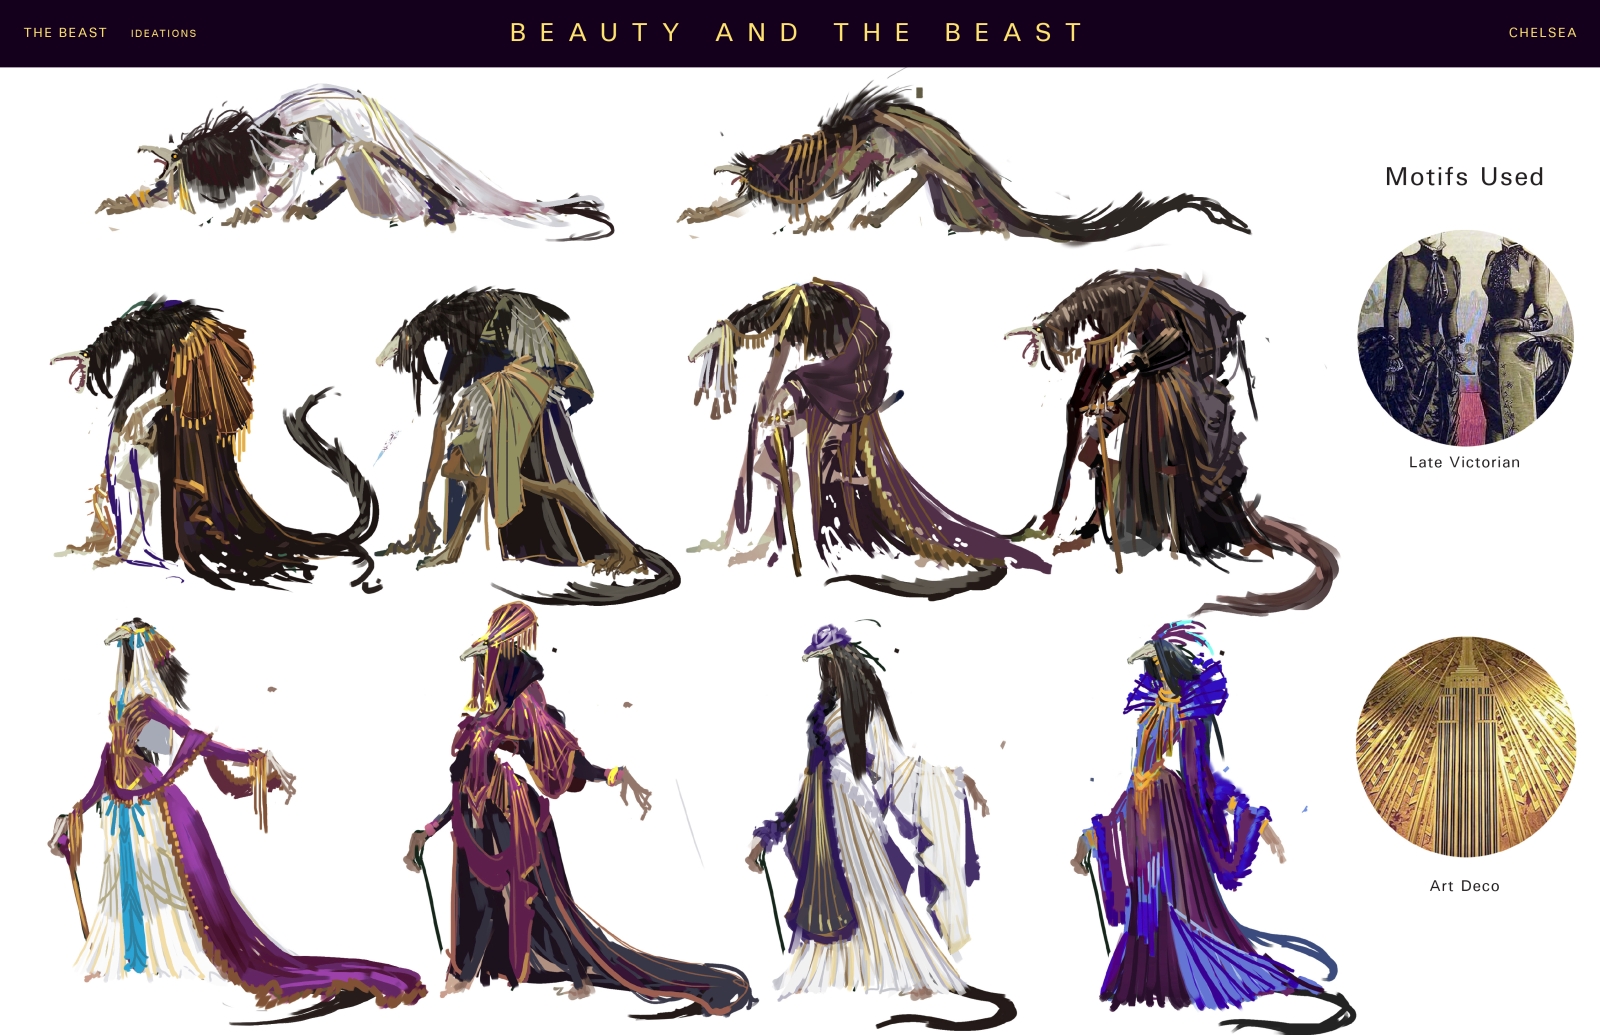 THE BEAST IDEATIONS
BEAUTY AND THE BEAST
CHELSEA
Motifs Used
Late Victorian
Art Deco